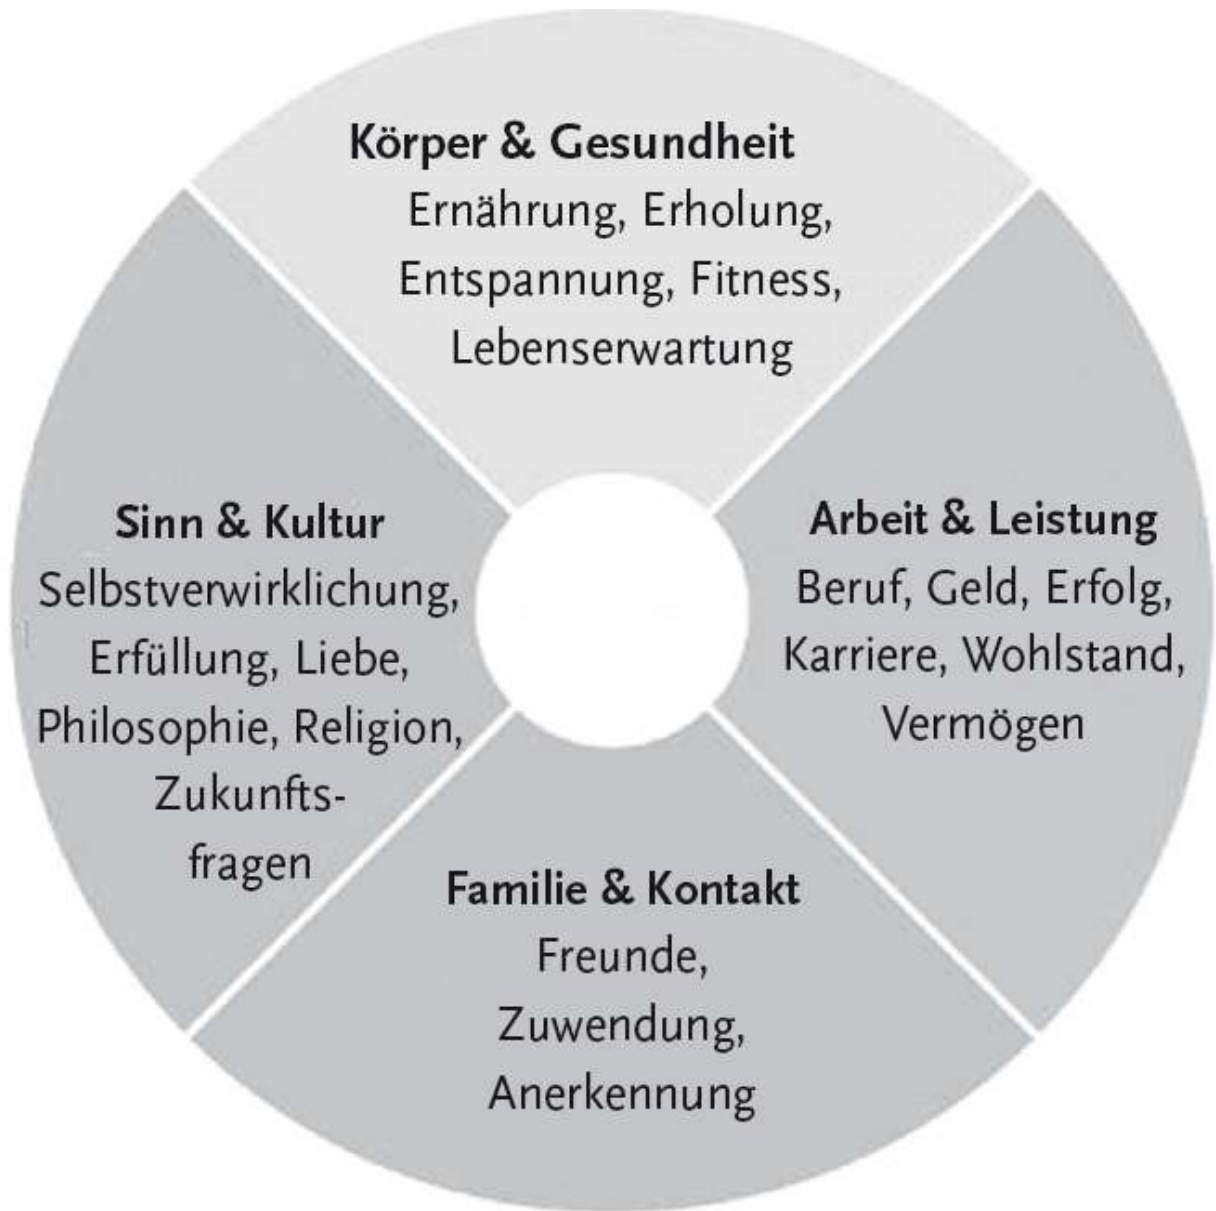 Körper & Gesundheit
Ernährung, Erholung,
Entspannung, Fitness,
Lebenserwartung
Sinn & Kultur
Selbstverwirklichung,
Erfüllung, Liebe,
Philosophie, Religion,
Zukunfts-
fragen
Arbeit & Leistung
Beruf, Geld, Erfolg,
Karriere, Wohlstand,
Vermögen
Familie & Kontakt
Freunde,
Zuwendung,
Anerkennung